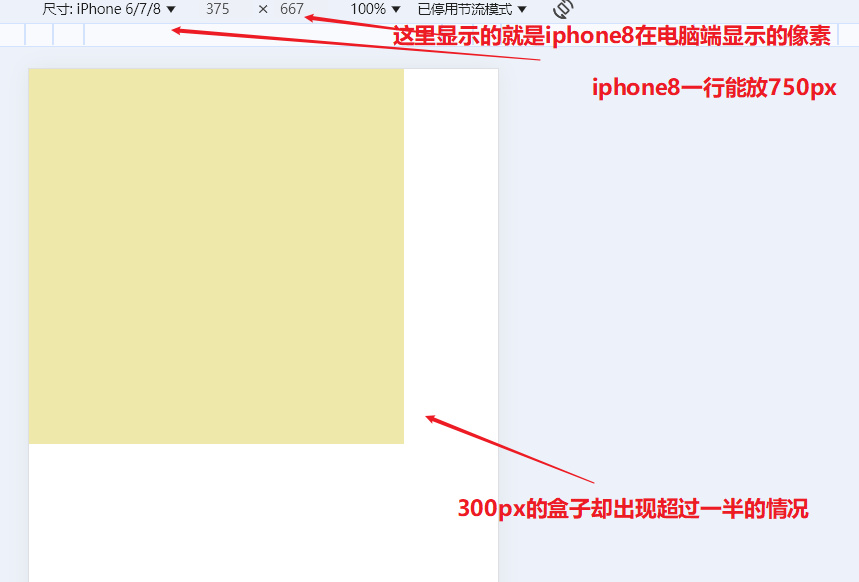 尺寸: iPhone 6/7/8 ▼ 375 × 667 100% ▼ 已停用节流模式 ▼
这里显示的就是iphone8在电脑端显示的像素
iphone8一行能放750px
300px的盒子却出现超过一半的情况